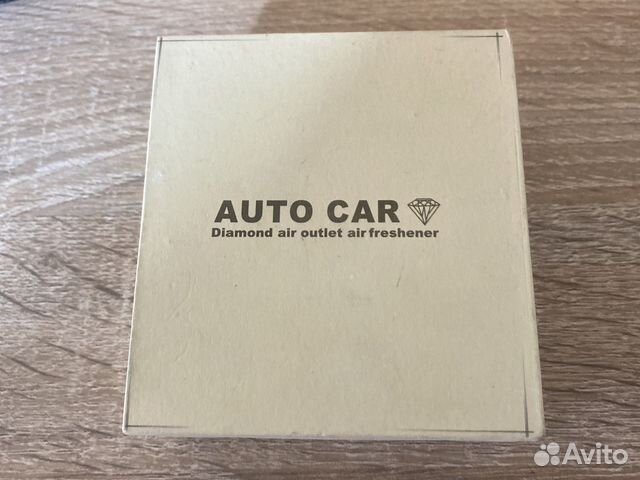 AUTO CAR
Diamond air outlet air freshener
Avito